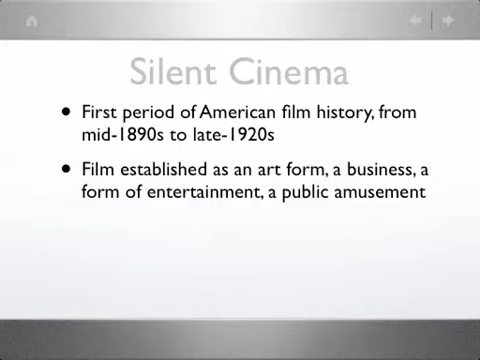 Silent Cinema
• First period of American film history, from
mid-1890s to late-1920s
• Film established as an art form, a business, a
form of entertainment, a public amusement